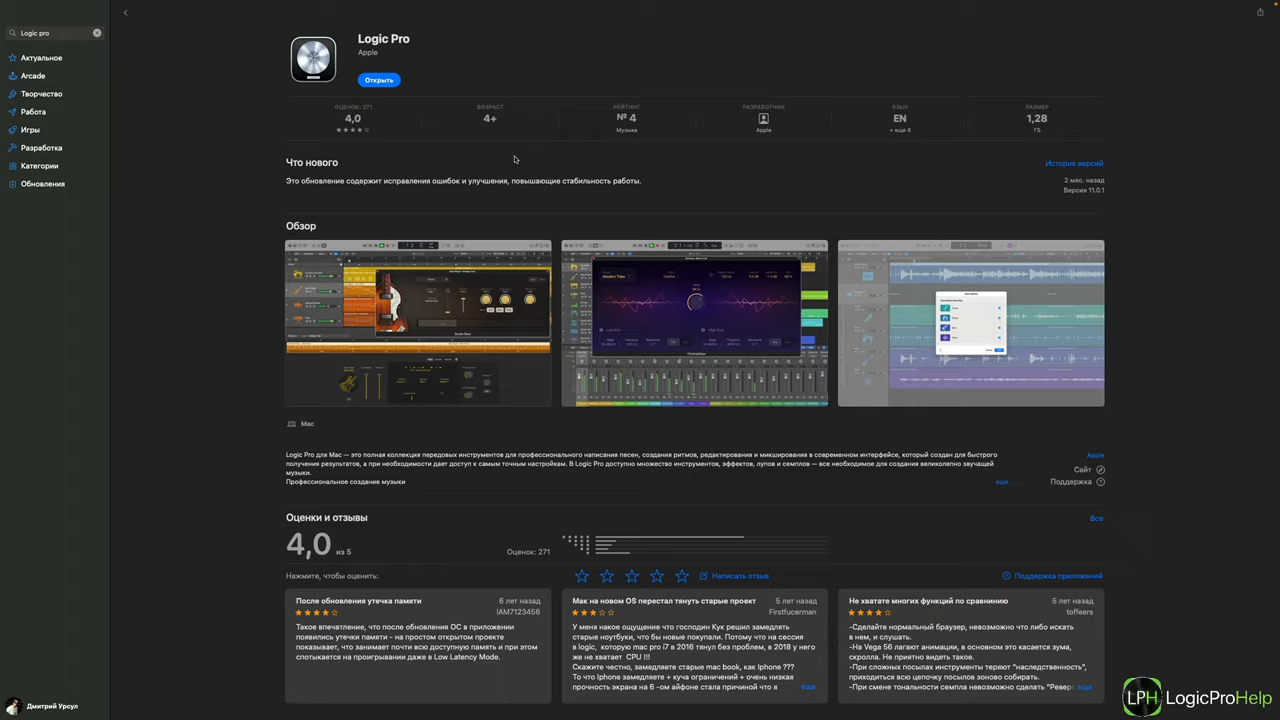 Logic pro
Актуальное
Arcade
Творчество
Работа
Игры
Разработка
Категории
Обновления
Дмитрий Урсул
Logic Pro
Apple
Открыть
ОЦЕНОК: 271
4,0
ВОЗРАСТ
4+
РЕЙТИНГ
№ 4
Музыка
РАЗРАБОТЧИК
Apple
ЯЗЫК
EN
+ еще 6
РАЗМЕР
1,28
ГБ
Что нового
История версий
Это обновление содержит исправления ошибок и улучшения, повышающие стабильность работы.
2 мес. назад
Версия 11.0.1
Обзор
Mac
Logic Pro для Mac — это полная коллекция передовых инструментов для профессионального написания песен, создания ритмов, редактирования и микширования в современном интерфейсе, который создан для быстрого
получения результатов, а при необходимости дает доступ к самым точным настройкам. В Logic Pro доступно множество инструментов, эффектов, лупов и семплов — все необходимое для создания великолепно звучащей
музыки.
Профессиональное создание музыки
еще
Apple
Сайт
Поддержка
Оценки и отзывы
Все
4,0 из 5
Оценок: 271
Нажмите, чтобы оценить:
Написать отзыв
Поддержка приложений
После обновления утечка памяти
6 лет назад
IAM7123456
Такое впечатление, что после обновления ОС в приложении
появились утечки памяти - на простом открытом проекте
показывает, что занимает почти всю доступную память и при этом
спотыкается на проигрывании даже в Low Latency Mode.
Мак на новом OS перестал тянуть старые проект
5 лет назад
Firstfucerman
У меня накое ощущение что господин Кук решил замедлять
старые ноутбуки, что бы новые покупали. Потому что на сессия
в logic, которую mac pro i7 в 2016 тянул без проблем, в 2018 у него
же не хватает CPU !!!
Скажите честно, замедляете старые mac book, как Iphone ???
То что Iphone замедляете + куча ограничений + очень низкая
прочность экрана на 6 -ом айфоне стала причиной что я
еще
Не хватате многих функций по сравнинию
5 лет назад
toffeers
-Сделайте нормальный браузер, невозможно что либо искать
в нем, и слушать.
-На Vega 56 лагают анимации, в основном это касается зума,
скролла. Не приятно видеть такое.
-При сложных посылах инструменты теряют "наследственность",
приходиться всю цепочку посылов зоново собирать.
-При смене тональности семпла невозможно сделать "Реверс
еще
LPH LogicProHelp